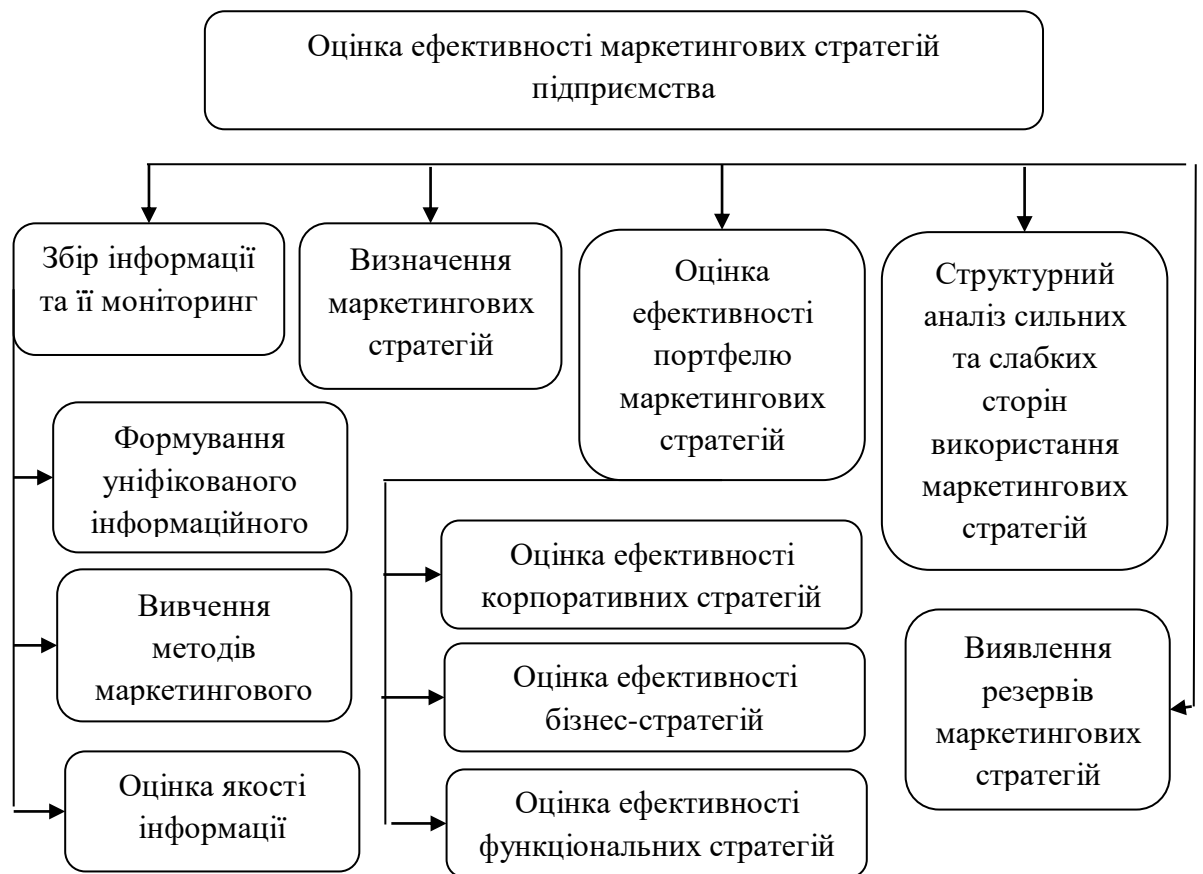 Оцінка ефективності маркетингових стратегій
підприємства
Збір інформації
та її моніторинг
Визначення
маркетингових
стратегій
Оцінка
ефективності
портфелю
маркетингових
стратегій
Структурний
аналіз сильних
та слабких
сторін
використання
маркетингових
стратегій
Формування
уніфікованого
інформаційного
Вивчення
методів
маркетингового
Оцінка якості
інформації
Оцінка ефективності
корпоративних стратегій
Оцінка ефективності
бізнес-стратегій
Оцінка ефективності
функціональних стратегій
Виявлення
резервів
маркетингових
стратегій